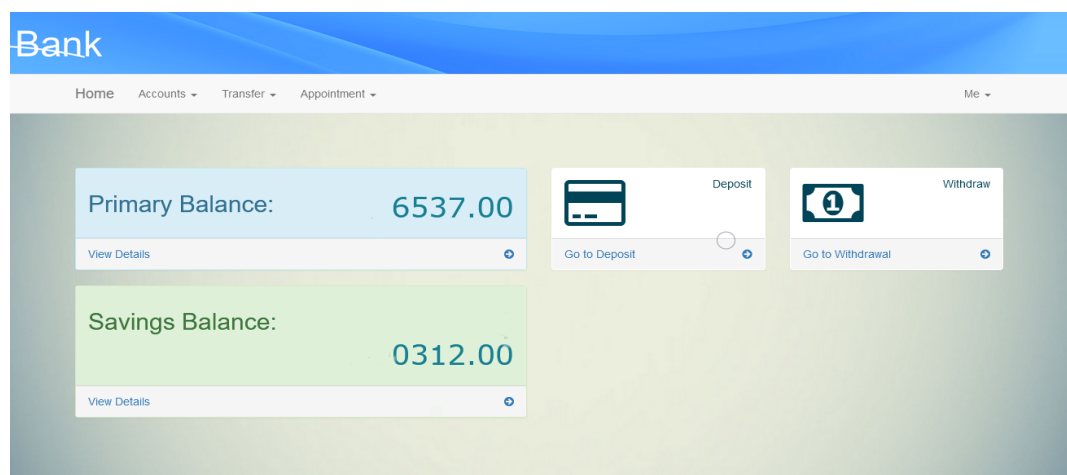 Bank
Home Accounts Transfer Appointment Me
Primary Balance: 6537.00
View Details
Deposit
Go to Deposit
1
Withdraw
Go to Withdrawal
Savings Balance:
0312.00
View Details